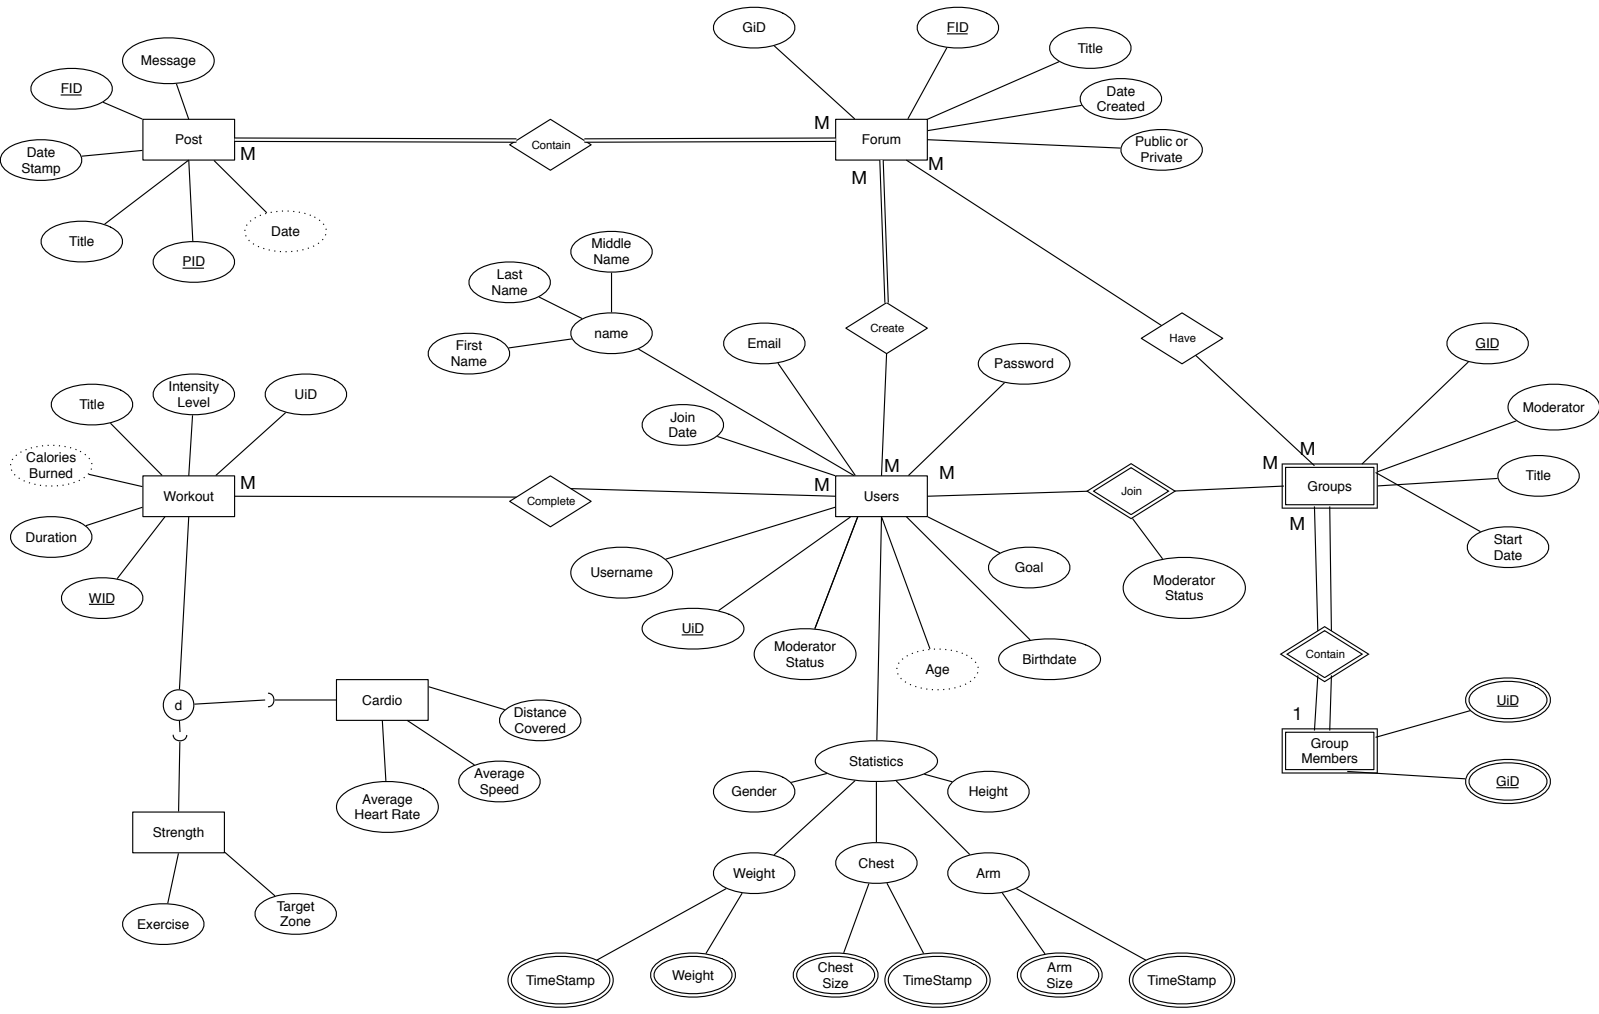 GiD
FID
Title
Date
Created
Public or
Private
Message
FID
Date
Stamp
Post
M
Contain
M
Forum
M
M
Title
PID
Date
Middle
Name
Last
Name
First
Name
name
Email
Create
Password
Have
GID
Moderator
Title
Start
Date
Title
Intensity
Level
UiD
Calories
Burned
Workout
M
Duration
WID
Complete
Join
Date
M
Users
M
M
Join
Moderator
Status
M
M
Groups
M
Username
UiD
Moderator
Status
Age
Birthdate
Goal
Contain
1
Group
Members
UiD
GiD
d
Cardio
Distance
Covered
Average
Speed
Average
Heart Rate
Strength
Exercise
Target
Zone
Statistics
Gender
Height
Weight
Chest
Arm
TimeStamp
Weight
Chest
Size
TimeStamp
Arm
Size
TimeStamp